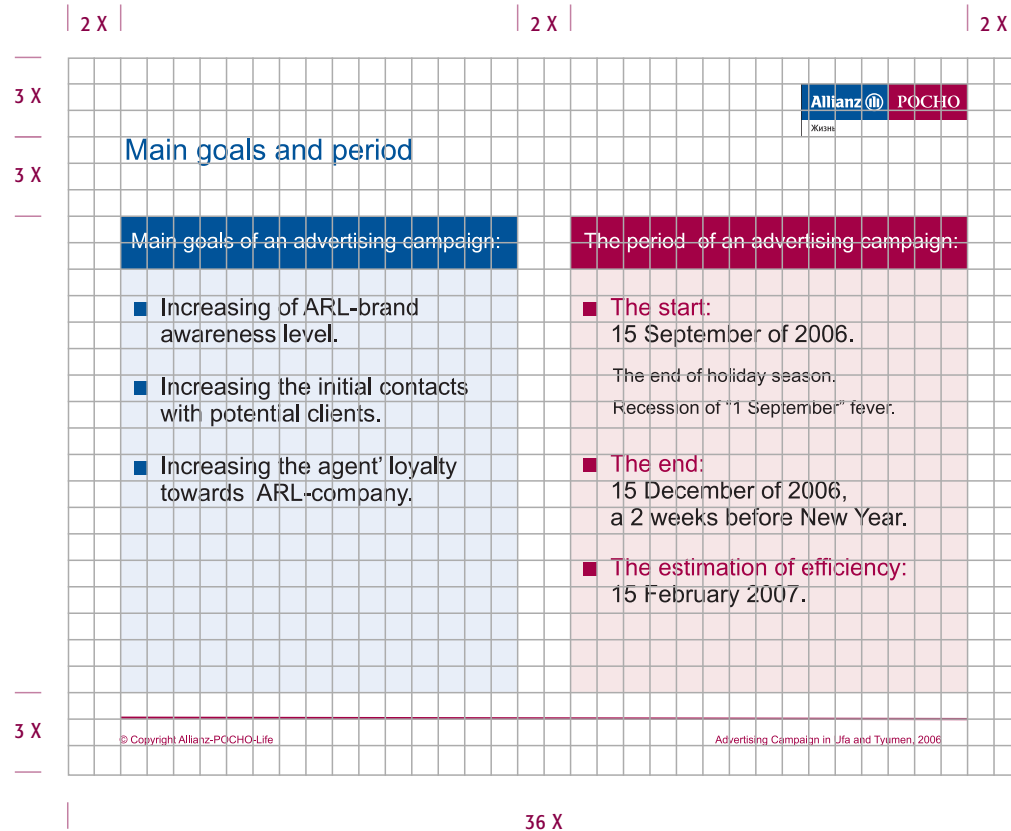 2 X 2 X 2 X
3 X
Allianz РОСНО
Жизнь
Main goals and period
3 X
Main goals of an advertising campaign:
Increasing of ARL-brand
awareness level.
Increasing the initial contacts
with potential clients.
Increasing the agent' loyalty
towards ARL-company.
The period of an advertising campaign:
The start:
15 September of 2006.
The end of holiday season.
Recession of "1 September" fever.
The end:
15 December of 2006,
a 2 weeks before New Year.
The estimation of efficiency:
15 February 2007.
3 X
© Copyright Allianz-POCHO-Life
Advertising Campaign in Ufa and Tyumen, 2006
36 X